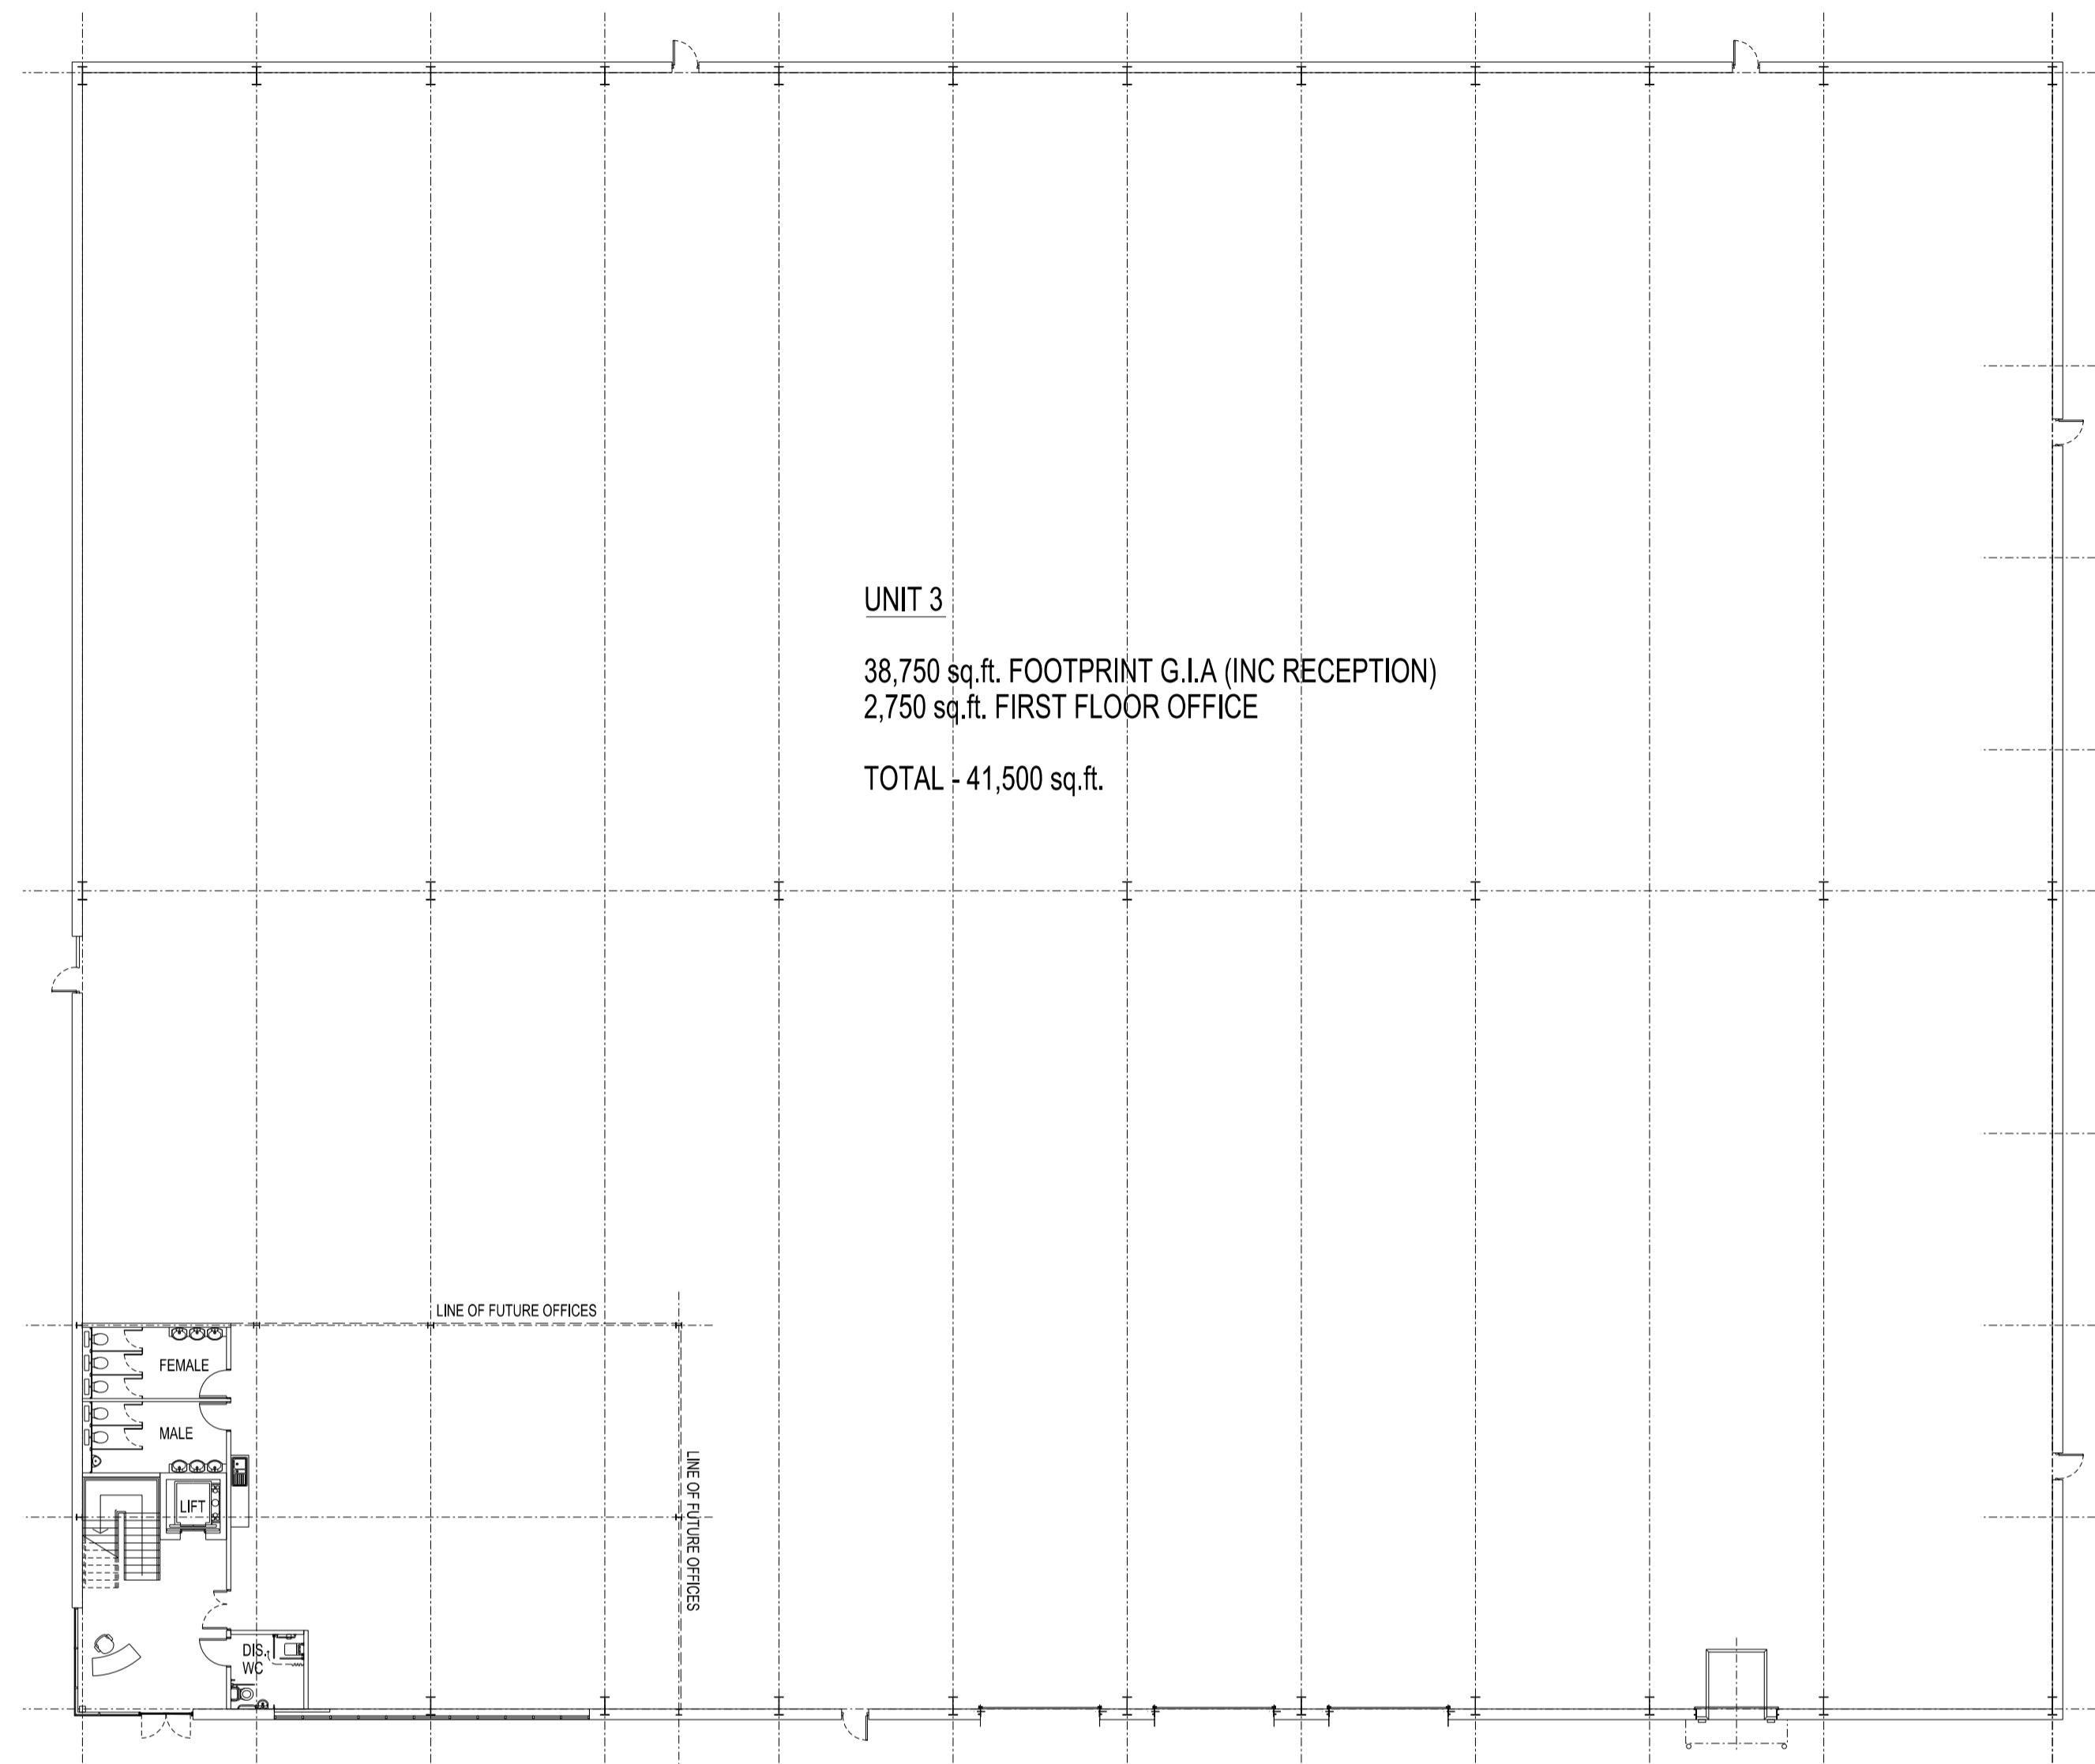 UNIT 3
38,750 sq.ft. FOOTPRINT G.I.A (INC RECEPTION)
2,750 sq.ft. FIRST FLOOR OFFICE
TOTAL - 41,500 sq.ft.
LINE OF FUTURE OFFICES
FEMALE
MALE
LIFT
LINE OF FUTURE OFFICES
DIS.
WC